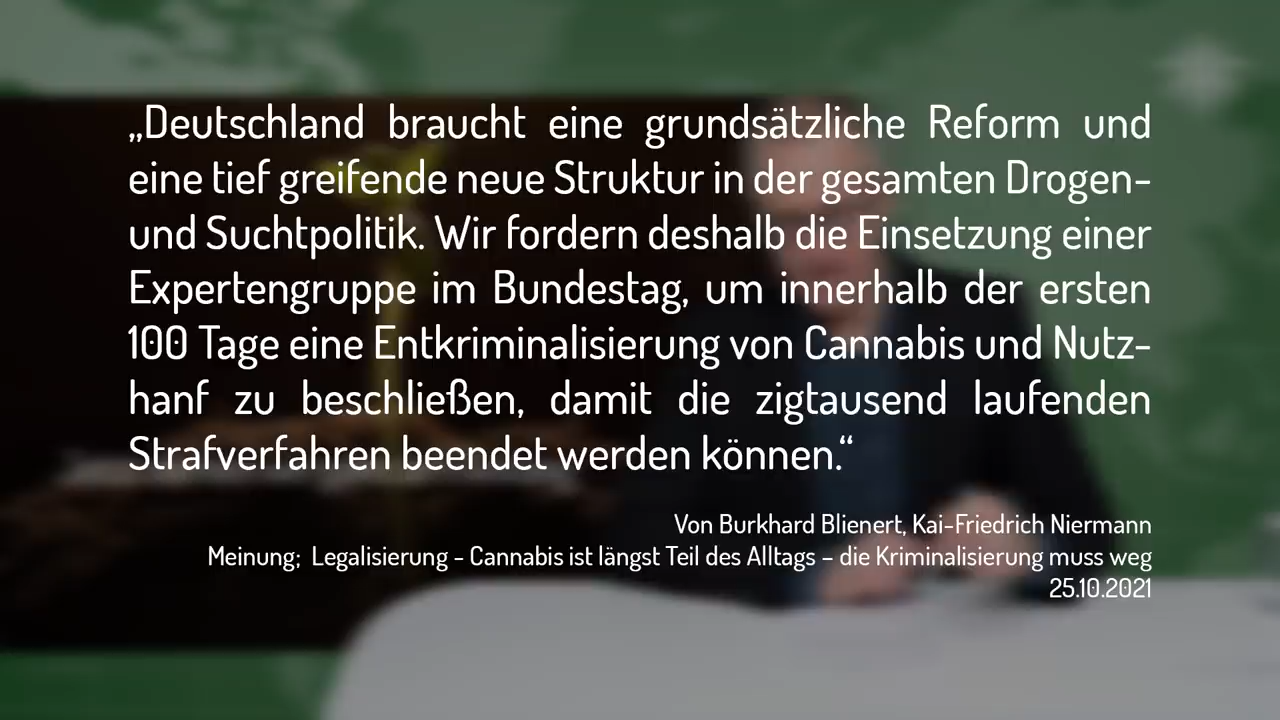 „Deutschland braucht eine grundsätzliche Reform und
eine tief greifende neue Struktur in der gesamten Drogen-
und Suchtpolitik. Wir fordern deshalb die Einsetzung einer
Expertengruppe im Bundestag, um innerhalb der ersten
100 Tage eine Entkriminalisierung von Cannabis und Nutz-
hanf zu beschließen, damit die zigtausend laufenden
Strafverfahren beendet werden können.“
Von Burkhard Blienert, Kai-Friedrich Niermann
Meinung; Legalisierung – Cannabis ist längst Teil des Alltags – die Kriminalisierung muss weg
25.10.2021